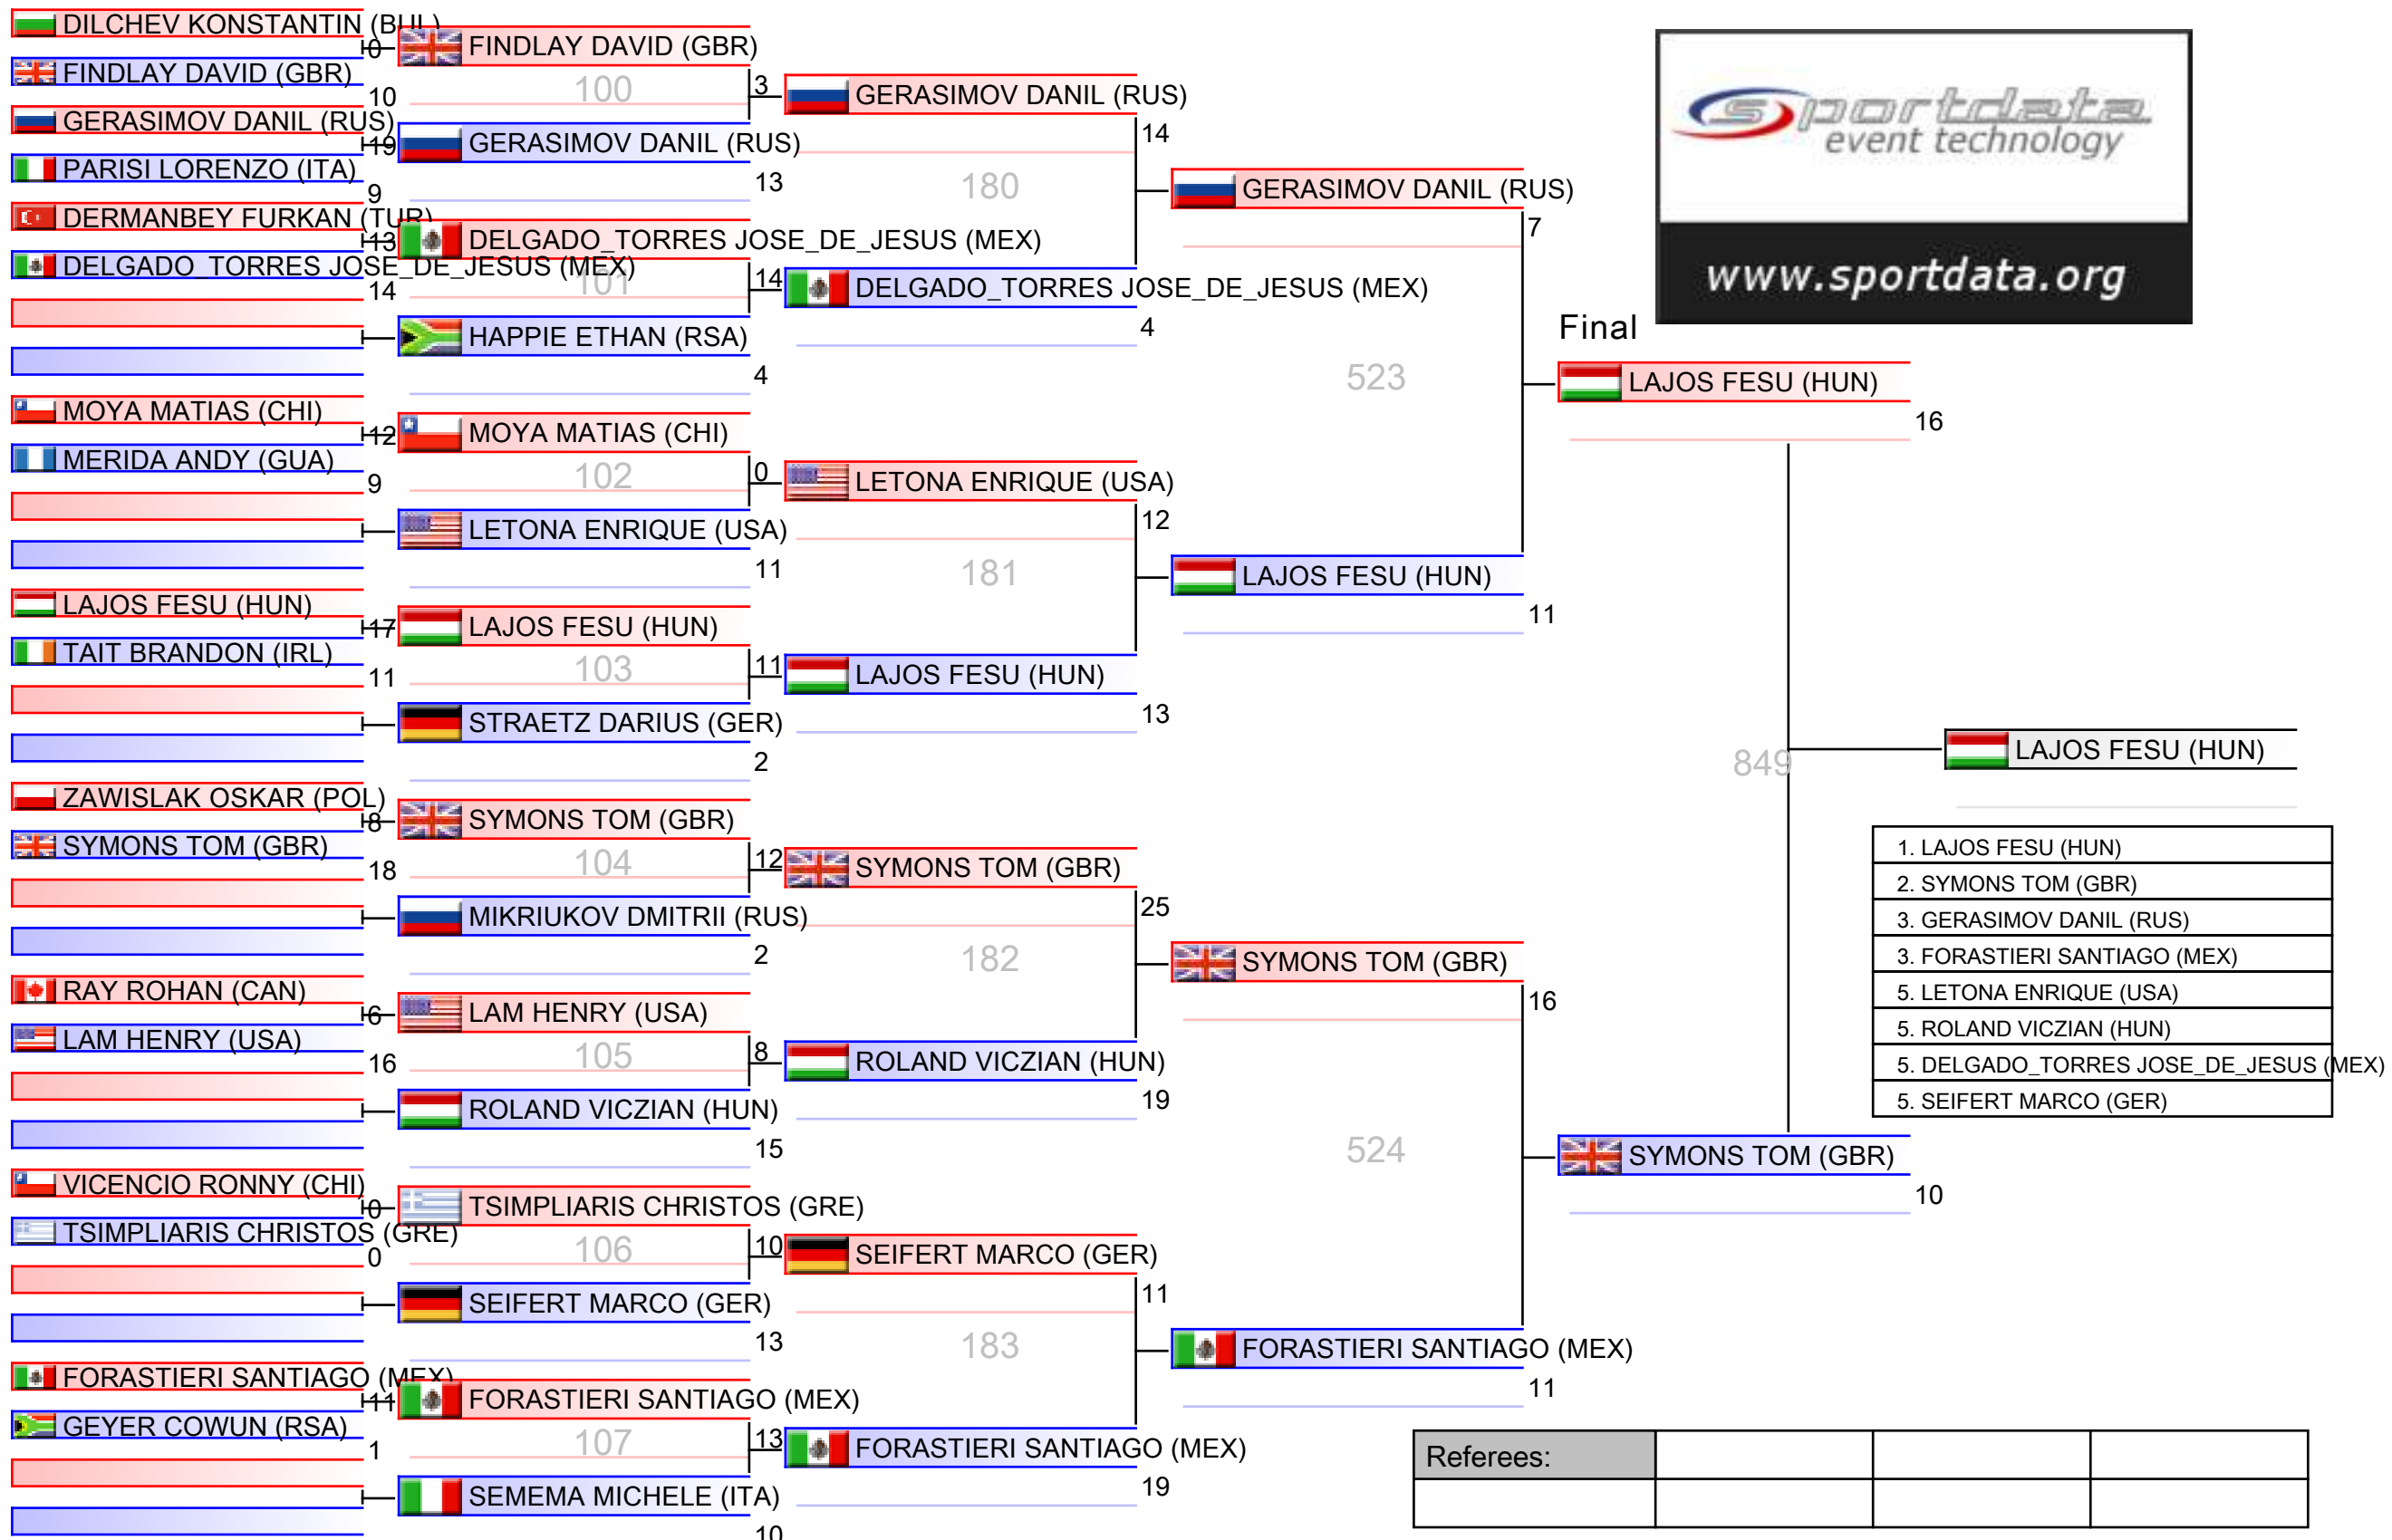 DILCHEV KONSTANTIN (BUL)
0
FINDLAY DAVID (GBR)
10
GERASIMOV DANIL (RUS)
19
PARISI LORENZO (ITA)
9
DERMANBEY FURKAN (TUR)
13
DELGADO_TORRES JOSE_DE_JESUS (MEX)
14
MOYA MATIAS (CHI)
12
MERIDA ANDY (GUA)
9
LAJOS FESU (HUN)
17
TAIT BRANDON (IRL)
11
ZAWISLAK OSKAR (POL)
8
SYMONS TOM (GBR)
18
RAY ROHAN (CAN)
6
LAM HENRY (USA)
16
VICENCIO RONNY (CHI)
0
TSIMPLIARIS CHRISTOS (GRE)
0
FORASTIERI SANTIAGO (MEX)
11
GEYER COWUN (RSA)
1
FINDLAY DAVID (GBR)
3
100
GERASIMOV DANIL (RUS)
13
DELGADO_TORRES JOSE_DE_JESUS (MEX)
14
101
HAPPIE ETHAN (RSA)
4
MOYA MATIAS (CHI)
0
102
LETONA ENRIQUE (USA)
11
LAJOS FESU (HUN)
11
103
STRAETZ DARIUS (GER)
2
SYMONS TOM (GBR)
12
104
MIKRIUKOV DMITRII (RUS)
2
LAM HENRY (USA)
8
105
ROLAND VICZIAN (HUN)
15
TSIMPLIARIS CHRISTOS (GRE)
10
106
SEIFERT MARCO (GER)
13
FORASTIERI SANTIAGO (MEX)
13
107
SEMEMA MICHELE (ITA)
10
GERASIMOV DANIL (RUS)
14
180
DELGADO_TORRES JOSE_DE_JESUS (MEX)
4
LETONA ENRIQUE (USA)
12
181
LAJOS FESU (HUN)
13
SYMONS TOM (GBR)
25
182
ROLAND VICZIAN (HUN)
19
SEIFERT MARCO (GER)
11
183
FORASTIERI SANTIAGO (MEX)
19
GERASIMOV DANIL (RUS)
7
523
LAJOS FESU (HUN)
11
SYMONS TOM (GBR)
16
524
FORASTIERI SANTIAGO (MEX)
11
Final
LAJOS FESU (HUN)
16
849
SYMONS TOM (GBR)
10
sportdata
event technology
www.sportdata.org
LAJOS FESU (HUN)
1. LAJOS FESU (HUN)
2. SYMONS TOM (GBR)
3. GERASIMOV DANIL (RUS)
3. FORASTIERI SANTIAGO (MEX)
5. LETONA ENRIQUE (USA)
5. ROLAND VICZIAN (HUN)
5. DELGADO_TORRES JOSE_DE_JESUS (MEX)
5. SEIFERT MARCO (GER)
Referees: